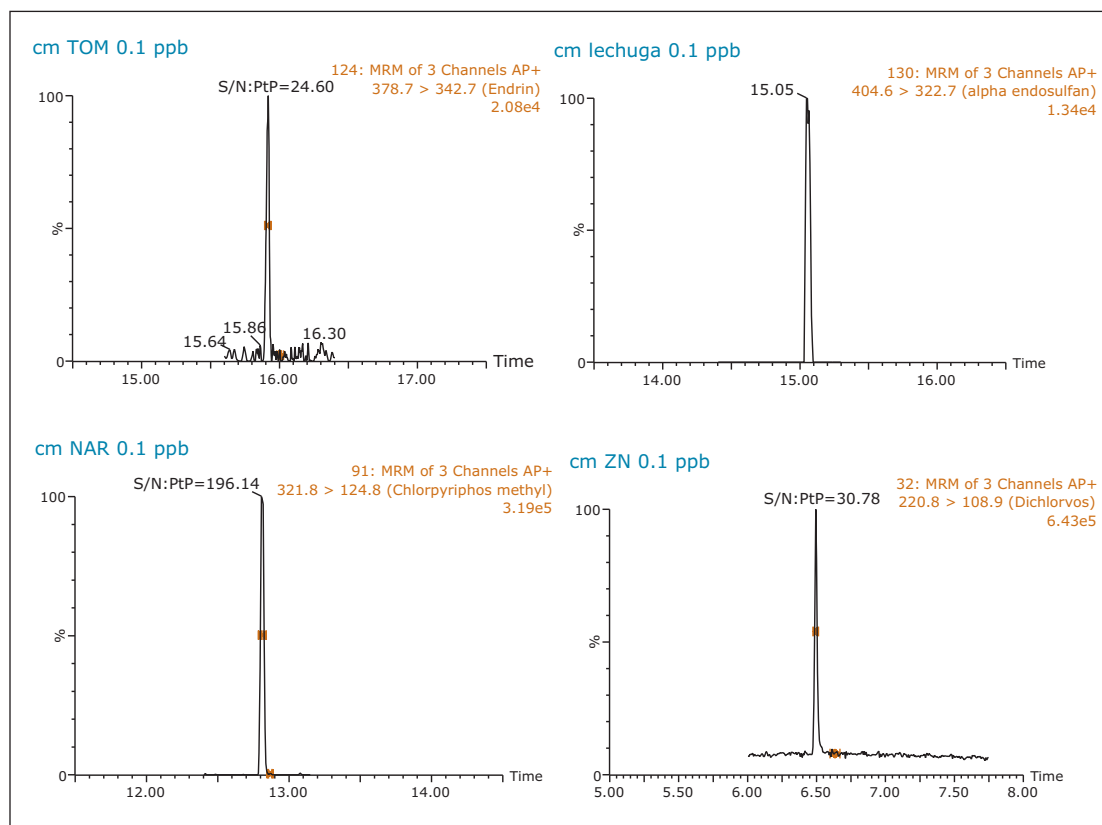 cm TOM 0.1 ppb
124: MRM of 3 Channels AP+
S/N:PtP=24.60
378.7 > 342.7 (Endrin)
2.08e4
100
%
15.64
15.86
16.30
0
Time
15.00
16.00
17.00
cm lechuga 0.1 ppb
130: MRM of 3 Channels AP+
15.05
404.6 > 322.7 (alpha endosulfan)
1.34e4
100
%
0
Time
14.00
15.00
16.00
cm NAR 0.1 ppb
91: MRM of 3 Channels AP+
S/N:PtP=196.14
321.8 > 124.8 (Chlorpyriphos methyl)
3.19e5
100
%
0
Time
12.00
13.00
14.00
cm ZN 0.1 ppb
32: MRM of 3 Channels AP+
S/N:PtP=30.78
220.8 > 108.9 (Dichlorvos)
6.43e5
100
%
0
Time
5.00
5.50
6.00
6.50
7.00
7.50
8.00